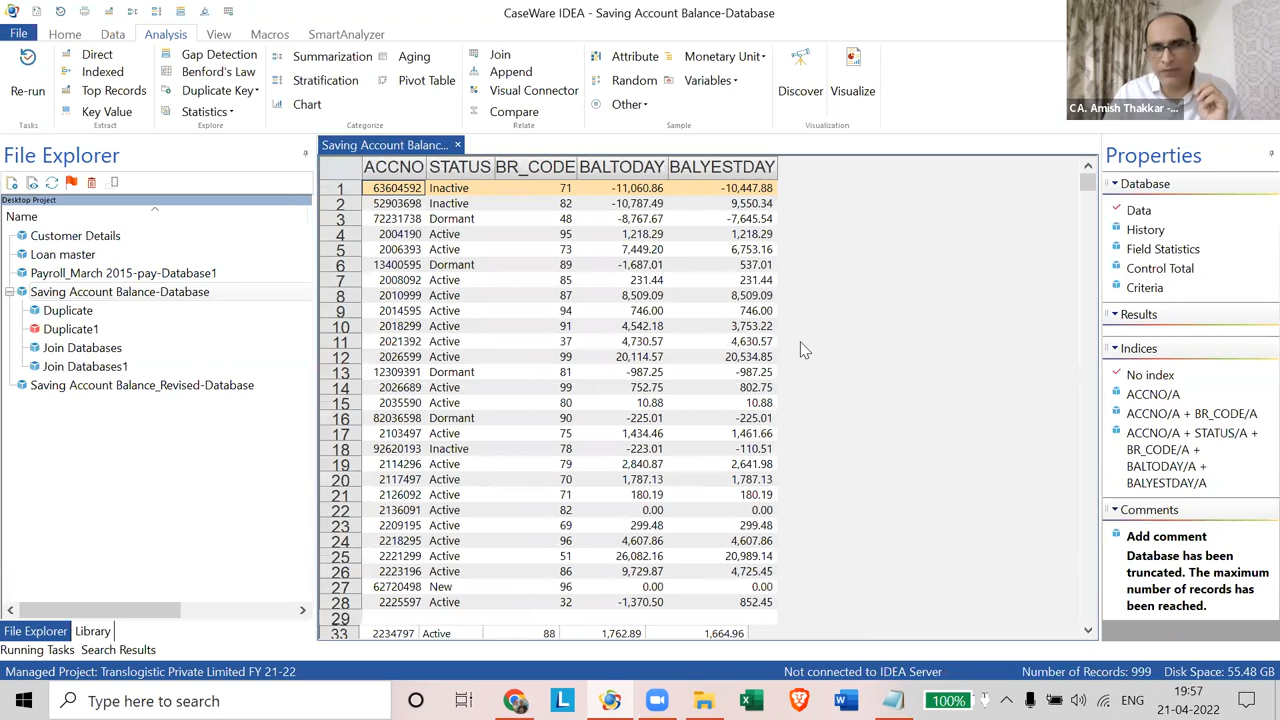 CaseWare IDEA - Saving Account Balance-Database
File Home Data Analysis View Macros SmartAnalyzer
Re-run
Tasks
Direct
Indexed
Top Records
Key Value
Extract
Gap Detection
Benford's Law
Duplicate Key
Statistics
Explore
Summarization
Stratification
Chart
Aging
Pivot Table
Categorize
Join
Append
Visual Connector
Compare
Relate
Attribute
Random
Other
Monetary Unit
Variables
Sample
Discover
Visualize
Visualization
CA. Amish Thakkar -...
File Explorer
Desktop Project
Name
Customer Details
Loan master
Payroll_March 2015-pay-Database1
Saving Account Balance-Database
Duplicate
Duplicate1
Join Databases
Join Databases1
Saving Account Balance_Revised-Database
File Explorer Library
Running Tasks Search Results
Saving Account Balanc... ×
ACCNO STATUS BR_CODE BALTODAY BALYESTDAY
1 63604592 Inactive 71 -11,060.86 -10,447.88
2 52903698 Inactive 82 -10,787.49 9,550.34
3 72231738 Dormant 48 -8,767.67 -7,645.54
4 2004190 Active 95 1,218.29 1,218.29
5 2006393 Active 73 7,449.20 6,753.16
6 13400595 Dormant 89 -1,687.01 537.01
7 2008092 Active 85 231.44 231.44
8 2010999 Active 87 8,509.09 8,509.09
9 2014595 Active 94 746.00 746.00
10 2018299 Active 91 4,542.18 3,753.22
11 2021392 Active 37 4,730.57 4,630.57
12 2026599 Active 99 20,114.57 20,534.85
13 12309391 Dormant 81 -987.25 -987.25
14 2026689 Active 99 752.75 802.75
15 2035590 Active 80 10.88 10.88
16 82036598 Dormant 90 -225.01 -225.01
17 2103497 Active 75 1,434.46 1,461.66
18 92620193 Inactive 78 -223.01 -110.51
19 2114296 Active 79 2,840.87 2,641.98
20 2117497 Active 70 1,787.13 1,787.13
21 2126092 Active 71 180.19 180.19
22 2136091 Active 82 0.00 0.00
23 2209195 Active 69 299.48 299.48
24 2218295 Active 96 4,607.86 4,607.86
25 2221299 Active 51 26,082.16 20,989.14
26 2223196 Active 86 9,729.87 4,725.45
27 62720498 New 96 0.00 0.00
28 2225597 Active 32 -1,370.50 852.45
29
33 2234797 Active 88 1,762.89 1,664.96
Properties
Database
Data
History
Field Statistics
Control Total
Criteria
Results
Indices
No index
ACCNO/A
ACCNO/A + BR_CODE/A
ACCNO/A + STATUS/A +
BR_CODE/A +
BALTODAY/A +
BALYESTDAY/A
Comments
Add comment
Database has been
truncated. The maximum
number of records has
been reached.
Managed Project: Translogistic Private Limited FY 21-22 Not connected to IDEA Server Number of Records: 999 Disk Space: 55.48 GB
Type here to search
100%
ENG
19:57
21-04-2022